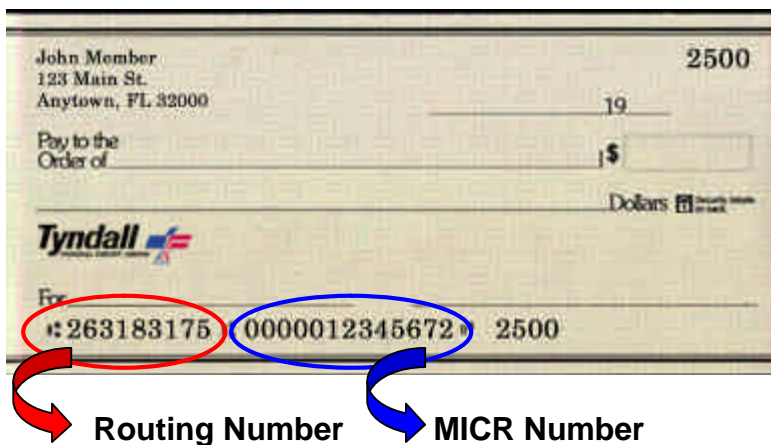 John Member 2500
123 Main St.
Anytown, FL 32000
19
Pay to the
Order of $
Dollars
Tyndall
For
⑆263183175⑆ 0000012345672⑈ 2500
Routing Number MICR Number